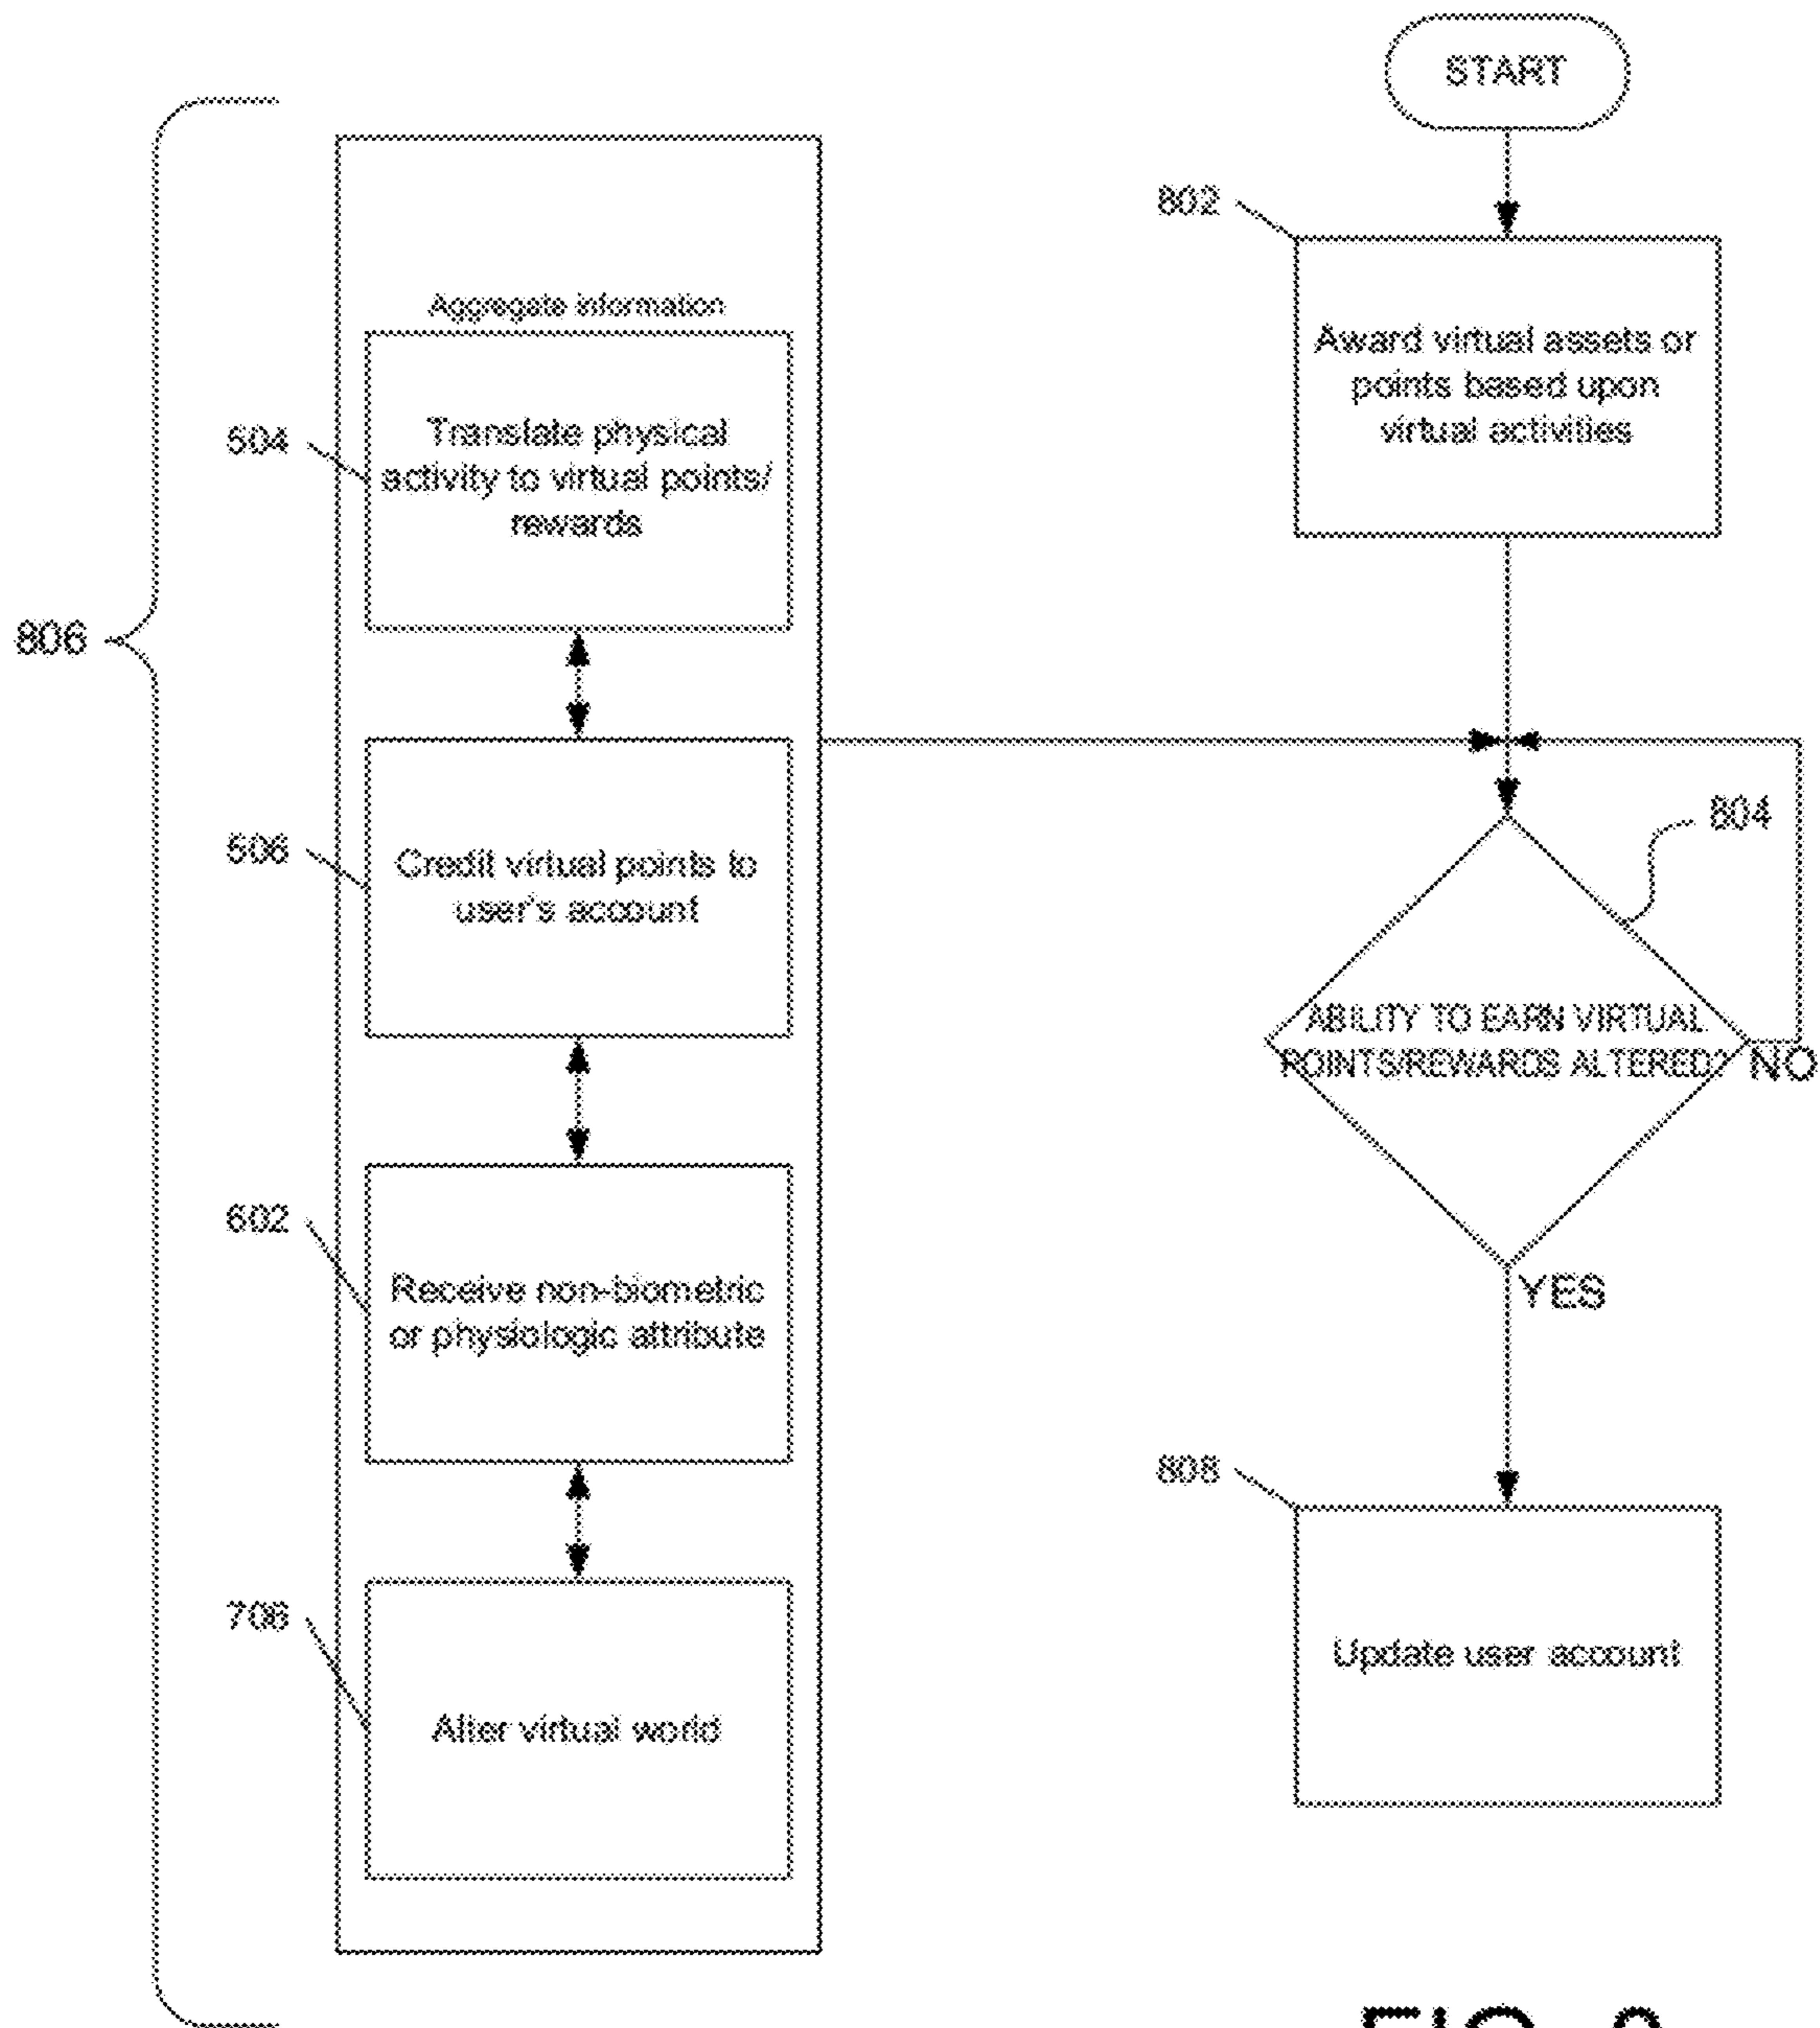 START
802
Award virtual assets or
points based upon
virtual activities
804
ABILITY TO EARN VIRTUAL
POINTS/REWARDS ALTERED?
NO
YES
808
Update user account
806
Aggregate information
504
Translate physical
activity to virtual points/
rewards
506
Credit virtual points to
user's account
602
Receive non-biometric
or physiologic attribute
706
Alter virtual world